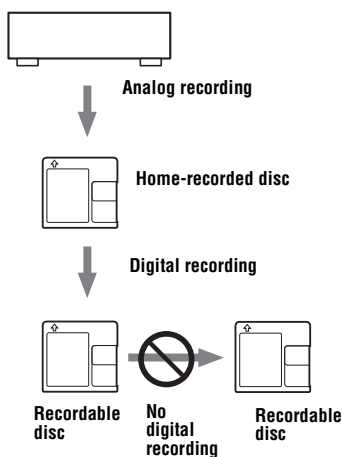 Analog recording
Home-recorded disc
Digital recording
Recordable
disc
No
digital
recording
Recordable
disc